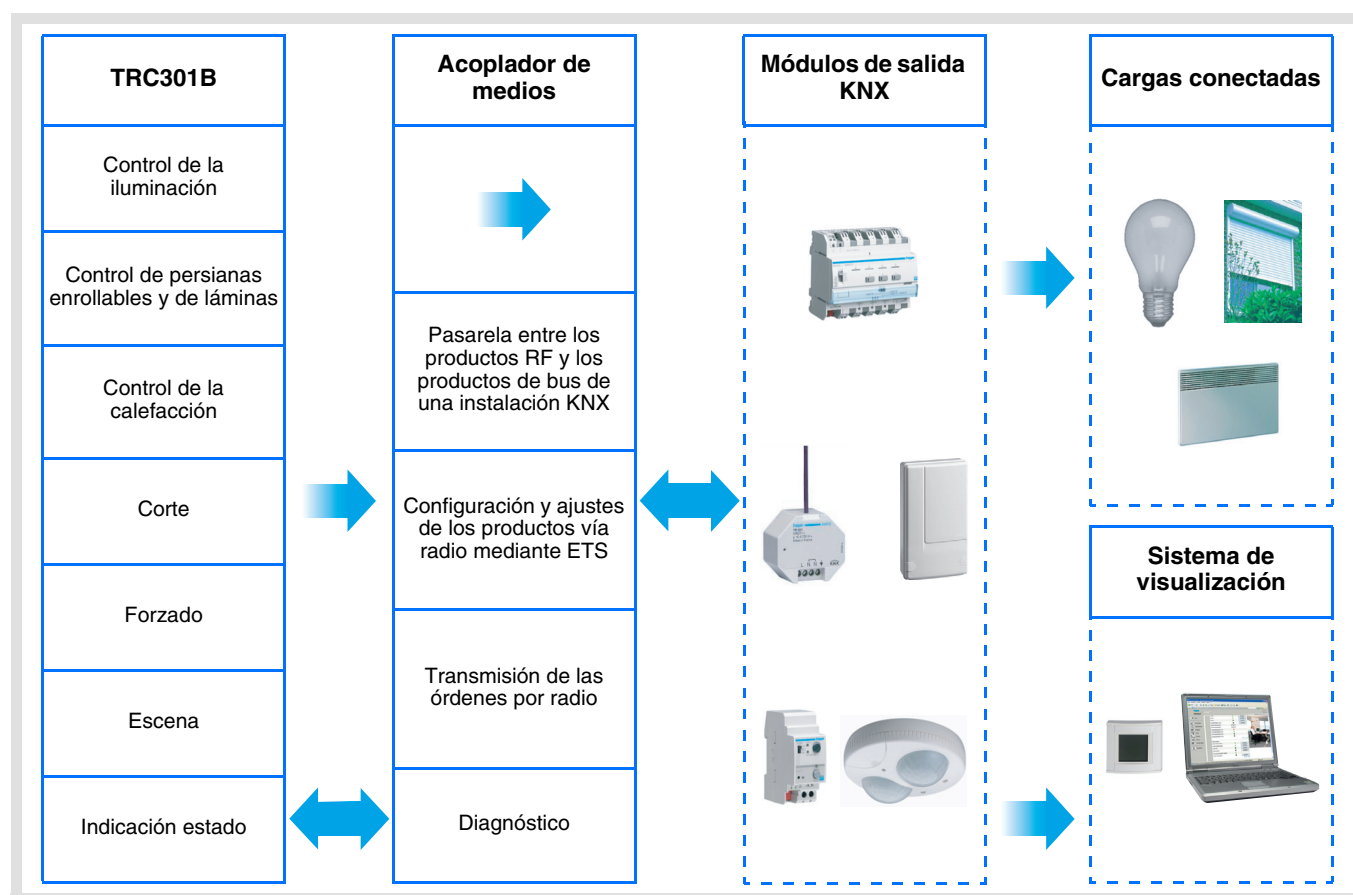 TRC301B
Control de la
iluminación
Control de persianas
enrollables y de láminas
Control de la
calefacción
Corte
Forzado
Escena
Indicación estado
Acoplador de
medios
Pasarela entre los
productos RF y los
productos de bus de
una instalación KNX
Configuración y ajustes
de los productos vía
radio mediante ETS
Transmisión de las
órdenes por radio
Diagnóstico
Módulos de salida
KNX
Cargas conectadas
Sistema de
visualización